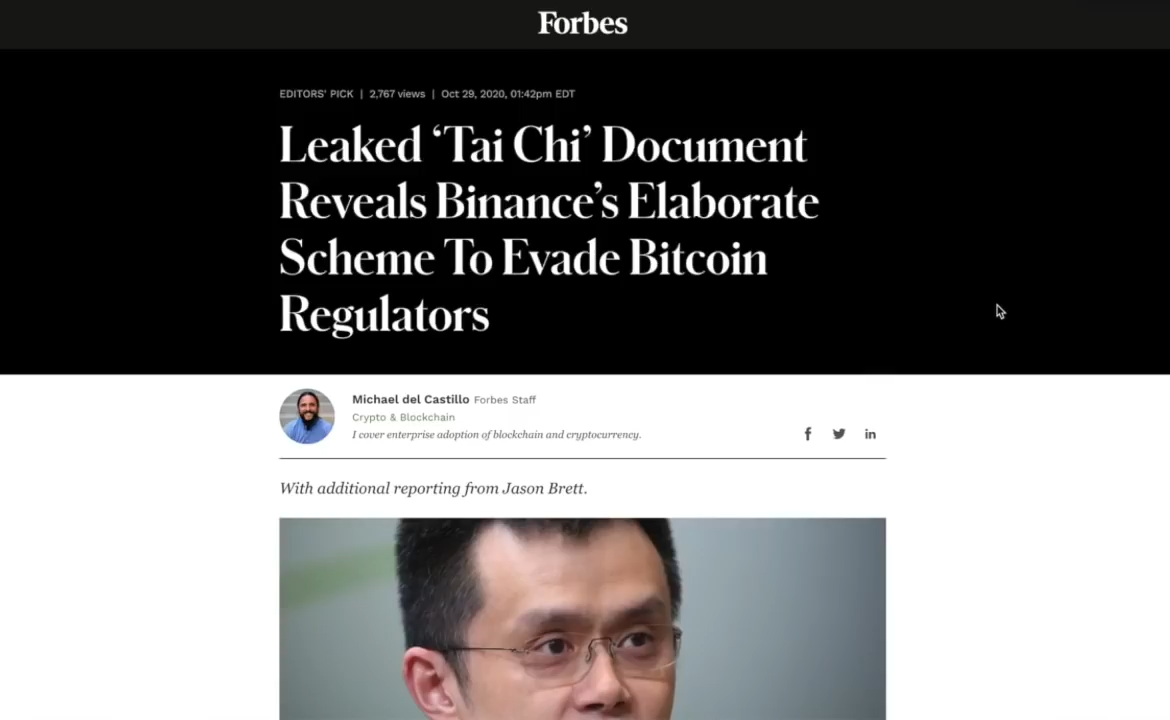 Forbes
EDITORS' PICK | 2,767 views | Oct 29, 2020, 01:42pm EDT
Leaked ‘Tai Chi’ Document
Reveals Binance’s Elaborate
Scheme To Evade Bitcoin
Regulators
Michael del Castillo Forbes Staff
Crypto & Blockchain
I cover enterprise adoption of blockchain and cryptocurrency.
With additional reporting from Jason Brett.